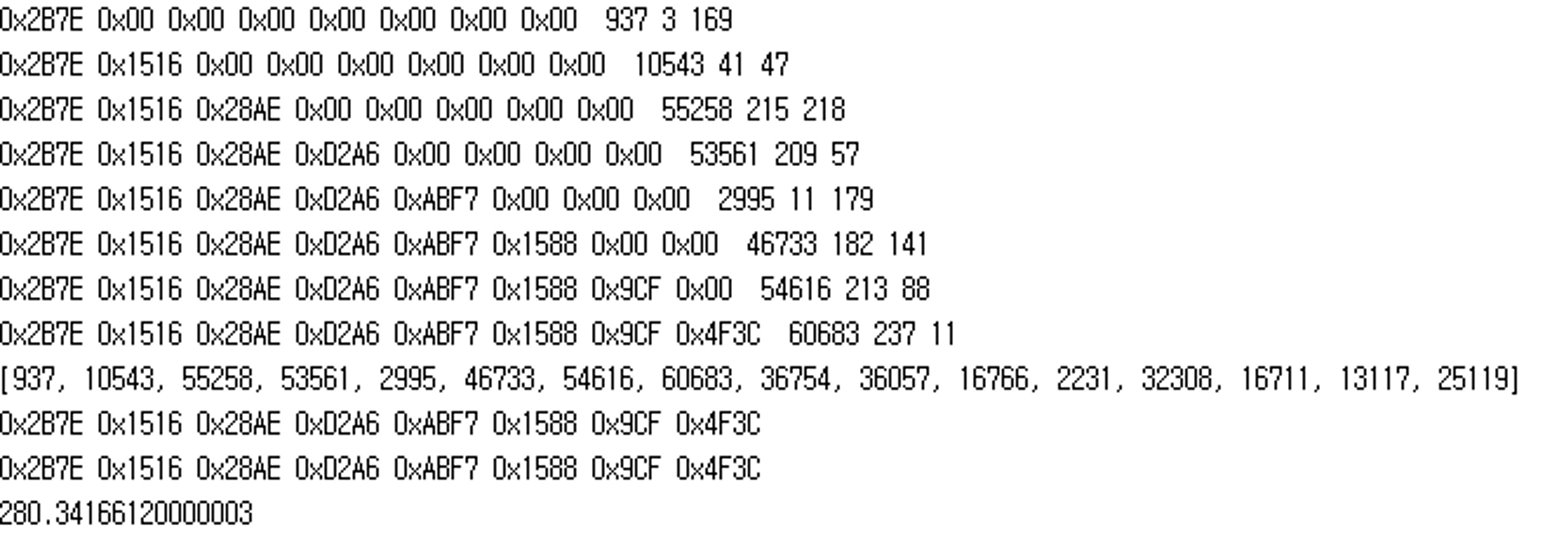 0x2B7E 0x00 0x00 0x00 0x00 0x00 0x00 0x00  937 3 169
0x2B7E 0x1516 0x00 0x00 0x00 0x00 0x00 0x00  10543 41 47
0x2B7E 0x1516 0x28AE 0x00 0x00 0x00 0x00 0x00  55258 215 218
0x2B7E 0x1516 0x28AE 0xD2A6 0x00 0x00 0x00 0x00  53561 209 57
0x2B7E 0x1516 0x28AE 0xD2A6 0xABF7 0x00 0x00 0x00  2995 11 179
0x2B7E 0x1516 0x28AE 0xD2A6 0xABF7 0x1588 0x00 0x00  46733 182 141
0x2B7E 0x1516 0x28AE 0xD2A6 0xABF7 0x1588 0x9CF 0x00  54616 213 88
0x2B7E 0x1516 0x28AE 0xD2A6 0xABF7 0x1588 0x9CF 0x4F3C  60683 237 11
[937, 10543, 55258, 53561, 2995, 46733, 54616, 60683, 36754, 36057, 16766, 2231, 32308, 16711, 13117, 25119]
0x2B7E 0x1516 0x28AE 0xD2A6 0xABF7 0x1588 0x9CF 0x4F3C
0x2B7E 0x1516 0x28AE 0xD2A6 0xABF7 0x1588 0x9CF 0x4F3C
280.34166120000003